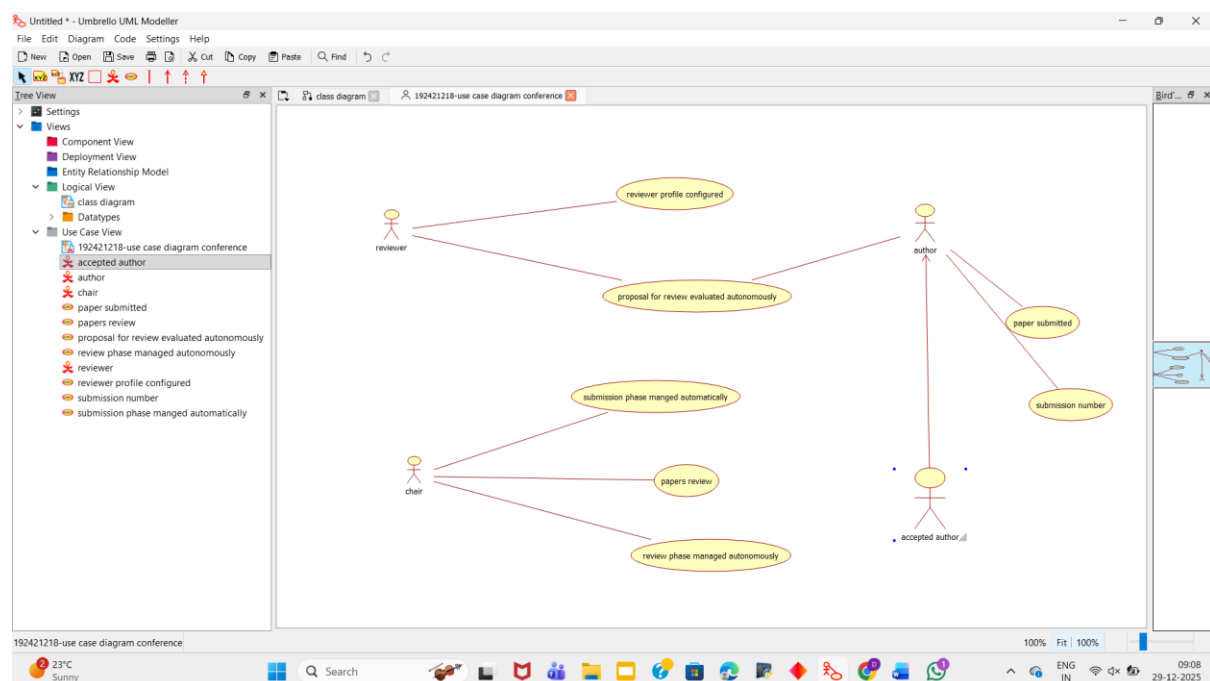 Untitled * - Umbrello UML Modeller
File Edit Diagram Code Settings Help
New Open Save Cut Copy Paste Find
XYZ XYZ
Tree View
class diagram
192421218-use case diagram conference
Bird'...
Settings
Views
Component View
Deployment View
Entity Relationship Model
Logical View
class diagram
Datatypes
Use Case View
192421218-use case diagram conference
accepted author
author
chair
paper submitted
papers review
proposal for review evaluated autonomously
review phase managed autonomously
reviewer
reviewer profile configured
submission number
submission phase manged automatically
reviewer profile configured
reviewer
author
proposal for review evaluated autonomously
paper submitted
submission phase manged automatically
submission number
chair
papers review
accepted author
review phase managed autonomously
192421218-use case diagram conference
100% Fit 100%
2
23°C
Sunny
Search
ENG
IN
09:08
29-12-2025